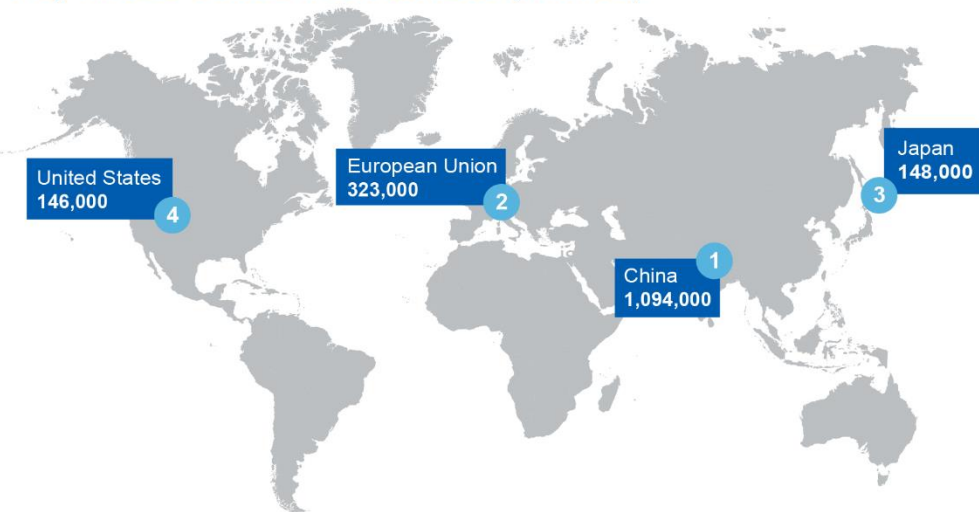 United States
146,000
4
European Union
323,000
2
China
1,094,000
1
Japan
148,000
3